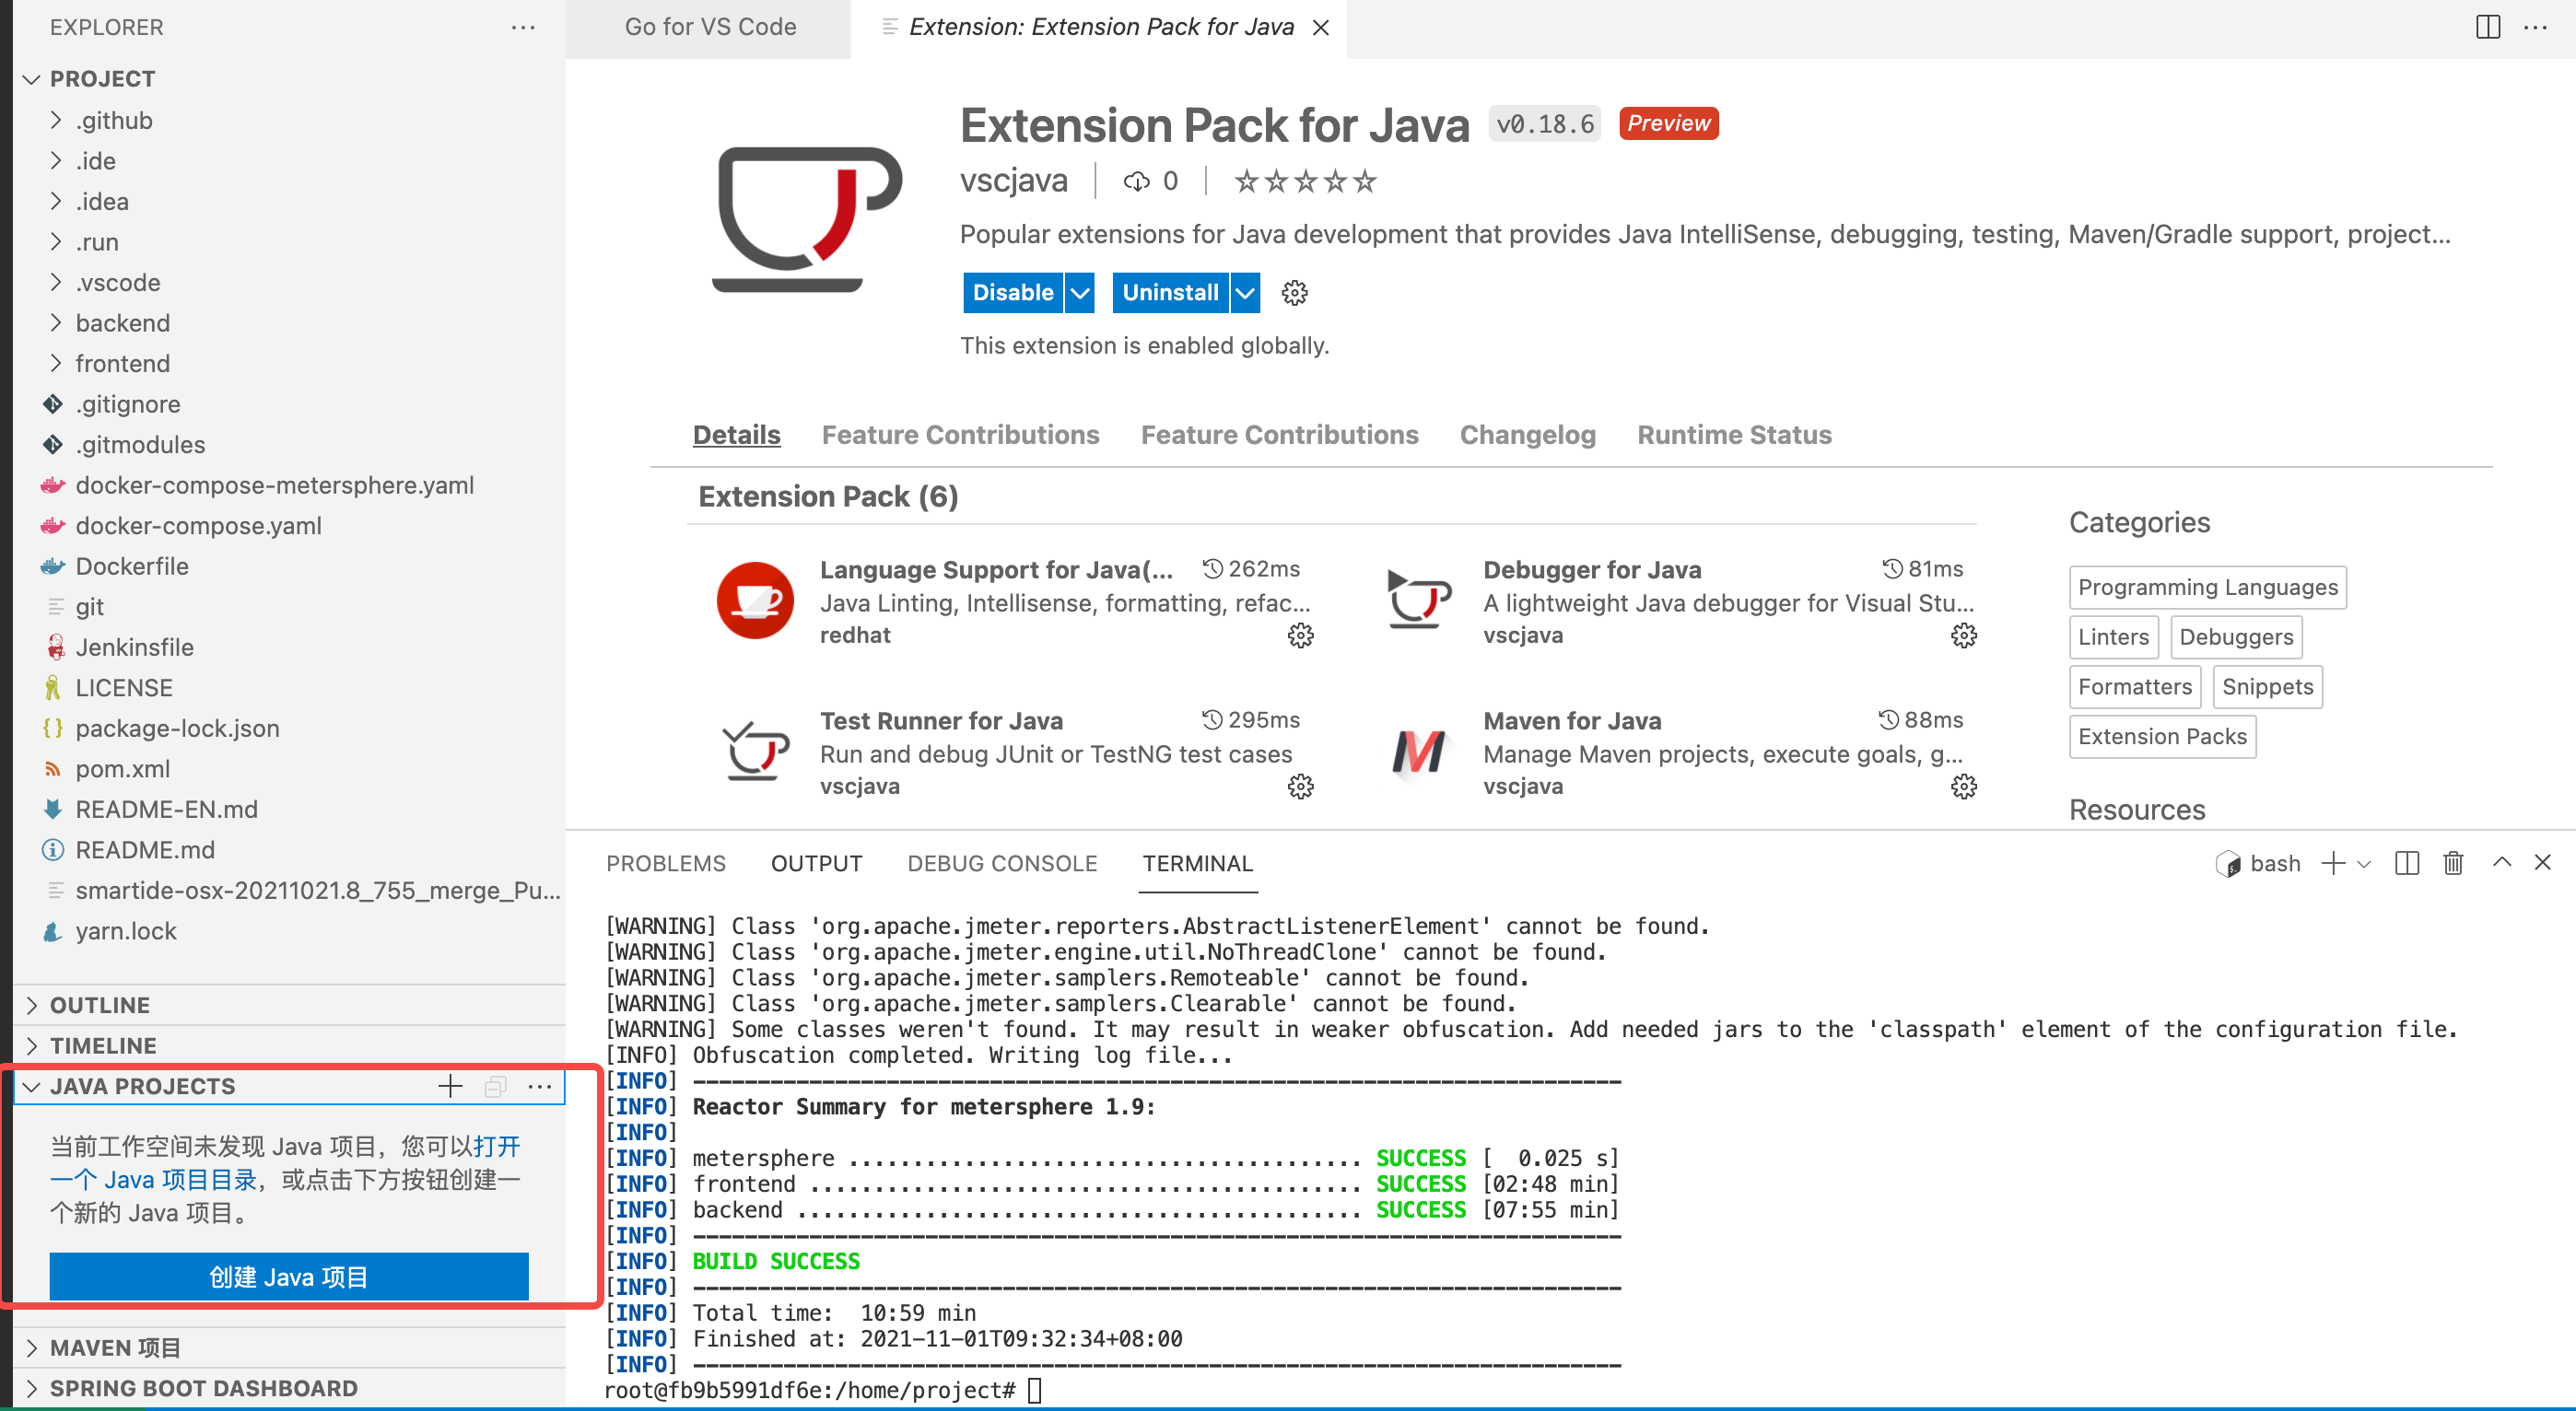 EXPLORER
PROJECT
.github
.ide
.idea
.run
.vscode
backend
frontend
.gitignore
.gitmodules
docker-compose-metersphere.yaml
docker-compose.yaml
Dockerfile
git
Jenkinsfile
LICENSE
package-lock.json
pom.xml
README-EN.md
README.md
smartide-osx-20211021.8_755_merge_Pu...
yarn.lock
OUTLINE
TIMELINE
JAVA PROJECTS
当前工作空间未发现 Java 项目，您可以打开
一个 Java 项目目录，或点击下方按钮创建一
个新的 Java 项目。
创建 Java 项目
MAVEN 项目
SPRING BOOT DASHBOARD
Go for VS Code
Extension: Extension Pack for Java
Extension Pack for Java v0.18.6 Preview
vscjava 0
Popular extensions for Java development that provides Java IntelliSense, debugging, testing, Maven/Gradle support, project...
Disable Uninstall
This extension is enabled globally.
Details Feature Contributions Feature Contributions Changelog Runtime Status
Extension Pack (6)
Language Support for Java(... 262ms
Java Linting, Intellisense, formatting, refac...
redhat
Debugger for Java 81ms
A lightweight Java debugger for Visual Stu...
vscjava
Test Runner for Java 295ms
Run and debug JUnit or TestNG test cases
vscjava
Maven for Java 88ms
Manage Maven projects, execute goals, g...
vscjava
Categories
Programming Languages
Linters Debuggers
Formatters Snippets
Extension Packs
Resources
PROBLEMS OUTPUT DEBUG CONSOLE TERMINAL bash
[WARNING] Class 'org.apache.jmeter.reporters.AbstractListenerElement' cannot be found.
[WARNING] Class 'org.apache.jmeter.engine.util.NoThreadClone' cannot be found.
[WARNING] Class 'org.apache.jmeter.samplers.Remoteable' cannot be found.
[WARNING] Class 'org.apache.jmeter.samplers.Clearable' cannot be found.
[WARNING] Some classes weren't found. It may result in weaker obfuscation. Add needed jars to the 'classpath' element of the configuration file.
[INFO] Obfuscation completed. Writing log file...
[INFO] ------------------------------------------------------------------------
[INFO] Reactor Summary for metersphere 1.9:
[INFO]
[INFO] metersphere ........................................ SUCCESS [  0.025 s]
[INFO] frontend ........................................... SUCCESS [02:48 min]
[INFO] backend ............................................ SUCCESS [07:55 min]
[INFO] ------------------------------------------------------------------------
[INFO] BUILD SUCCESS
[INFO] ------------------------------------------------------------------------
[INFO] Total time:  10:59 min
[INFO] Finished at: 2021-11-01T09:32:34+08:00
[INFO] ------------------------------------------------------------------------
root@fb9b5991df6e:/home/project#